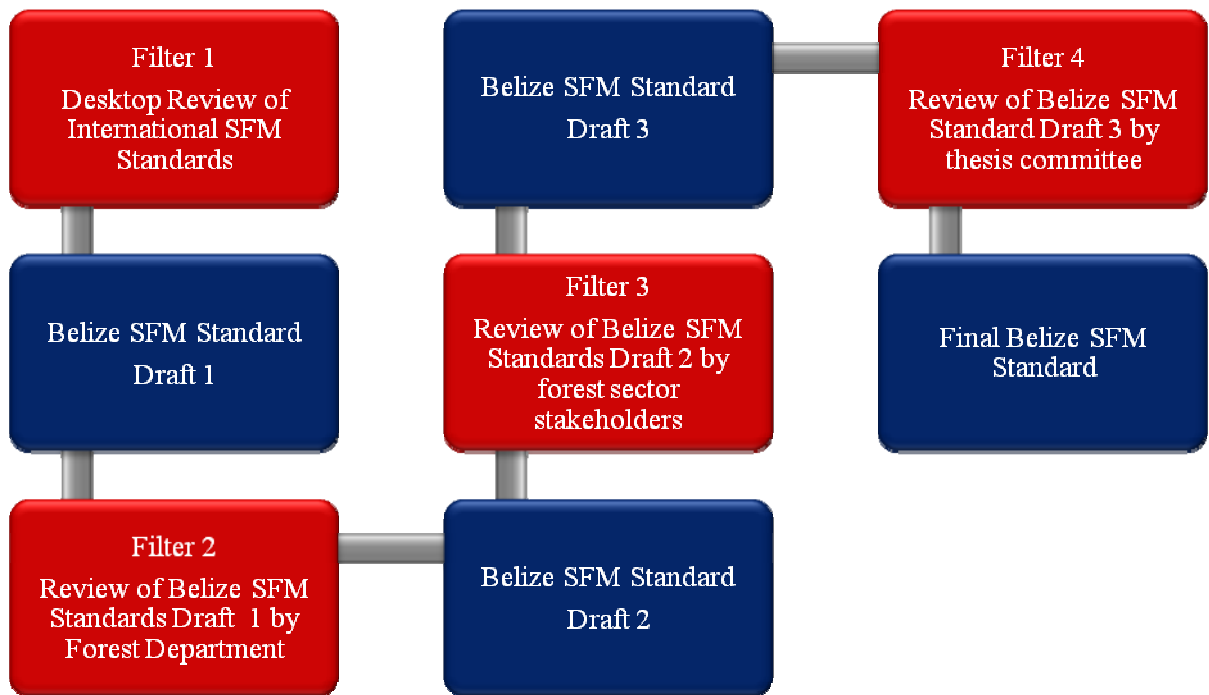 Filter 1
Desktop Review of
International SFM
Standards
Belize SFM Standard
Draft 1
Filter 2
Review of Belize SFM
Standards Draft 1 by
Forest Department
Belize SFM Standard
Draft 2
Filter 3
Review of Belize SFM
Standards Draft 2 by
forest sector
stakeholders
Belize SFM Standard
Draft 3
Filter 4
Review of Belize SFM
Standard Draft 3 by
thesis committee
Final Belize SFM
Standard